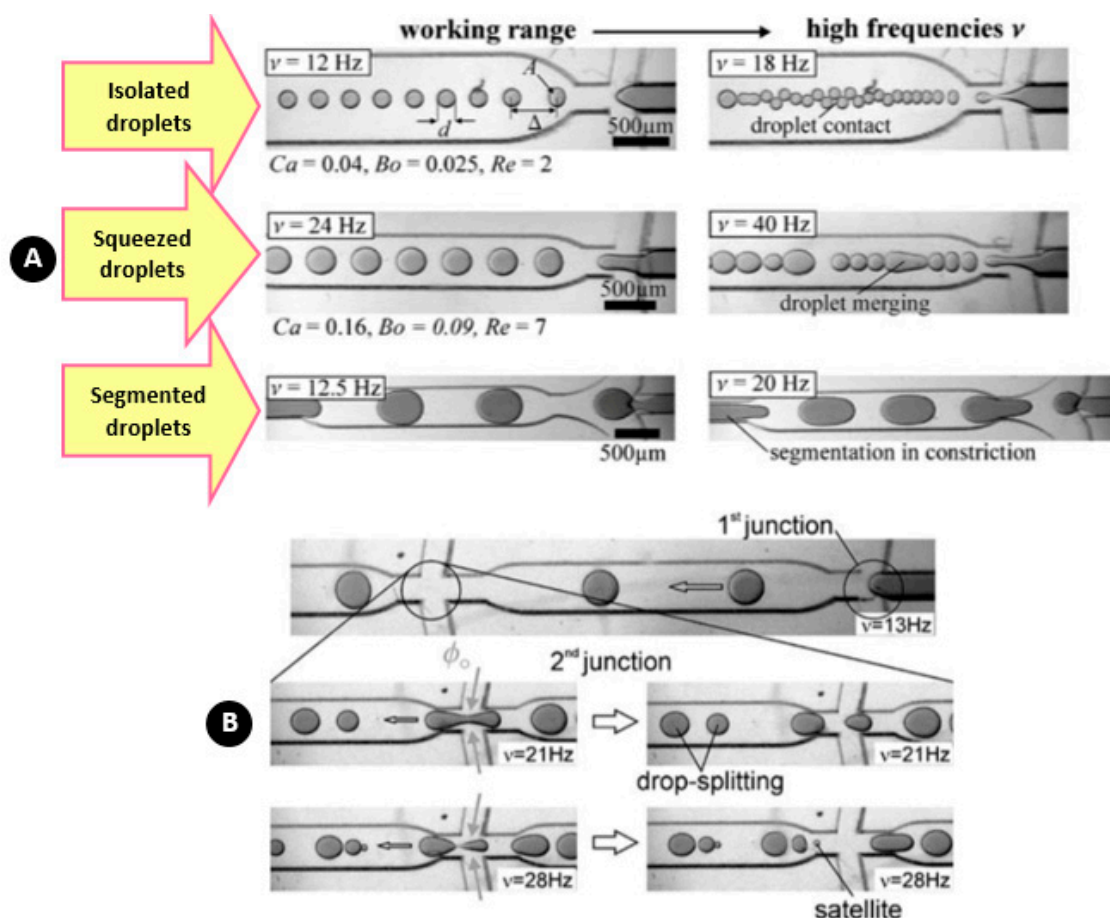 working range
high frequencies ν
Isolated
droplets
ν = 12 Hz
A
d
Δ
500μm
Ca = 0.04, Bo = 0.025, Re = 2
ν = 18 Hz
droplet contact
A
Squeezed
droplets
ν = 24 Hz
500μm
Ca = 0.16, Bo = 0.09, Re = 7
ν = 40 Hz
droplet merging
Segmented
droplets
ν = 12.5 Hz
500μm
ν = 20 Hz
segmentation in constriction
1st junction
ν=13Hz
ϕo
2nd junction
B
ν=21Hz
drop-splitting
ν=21Hz
ν=28Hz
ν=28Hz
satellite